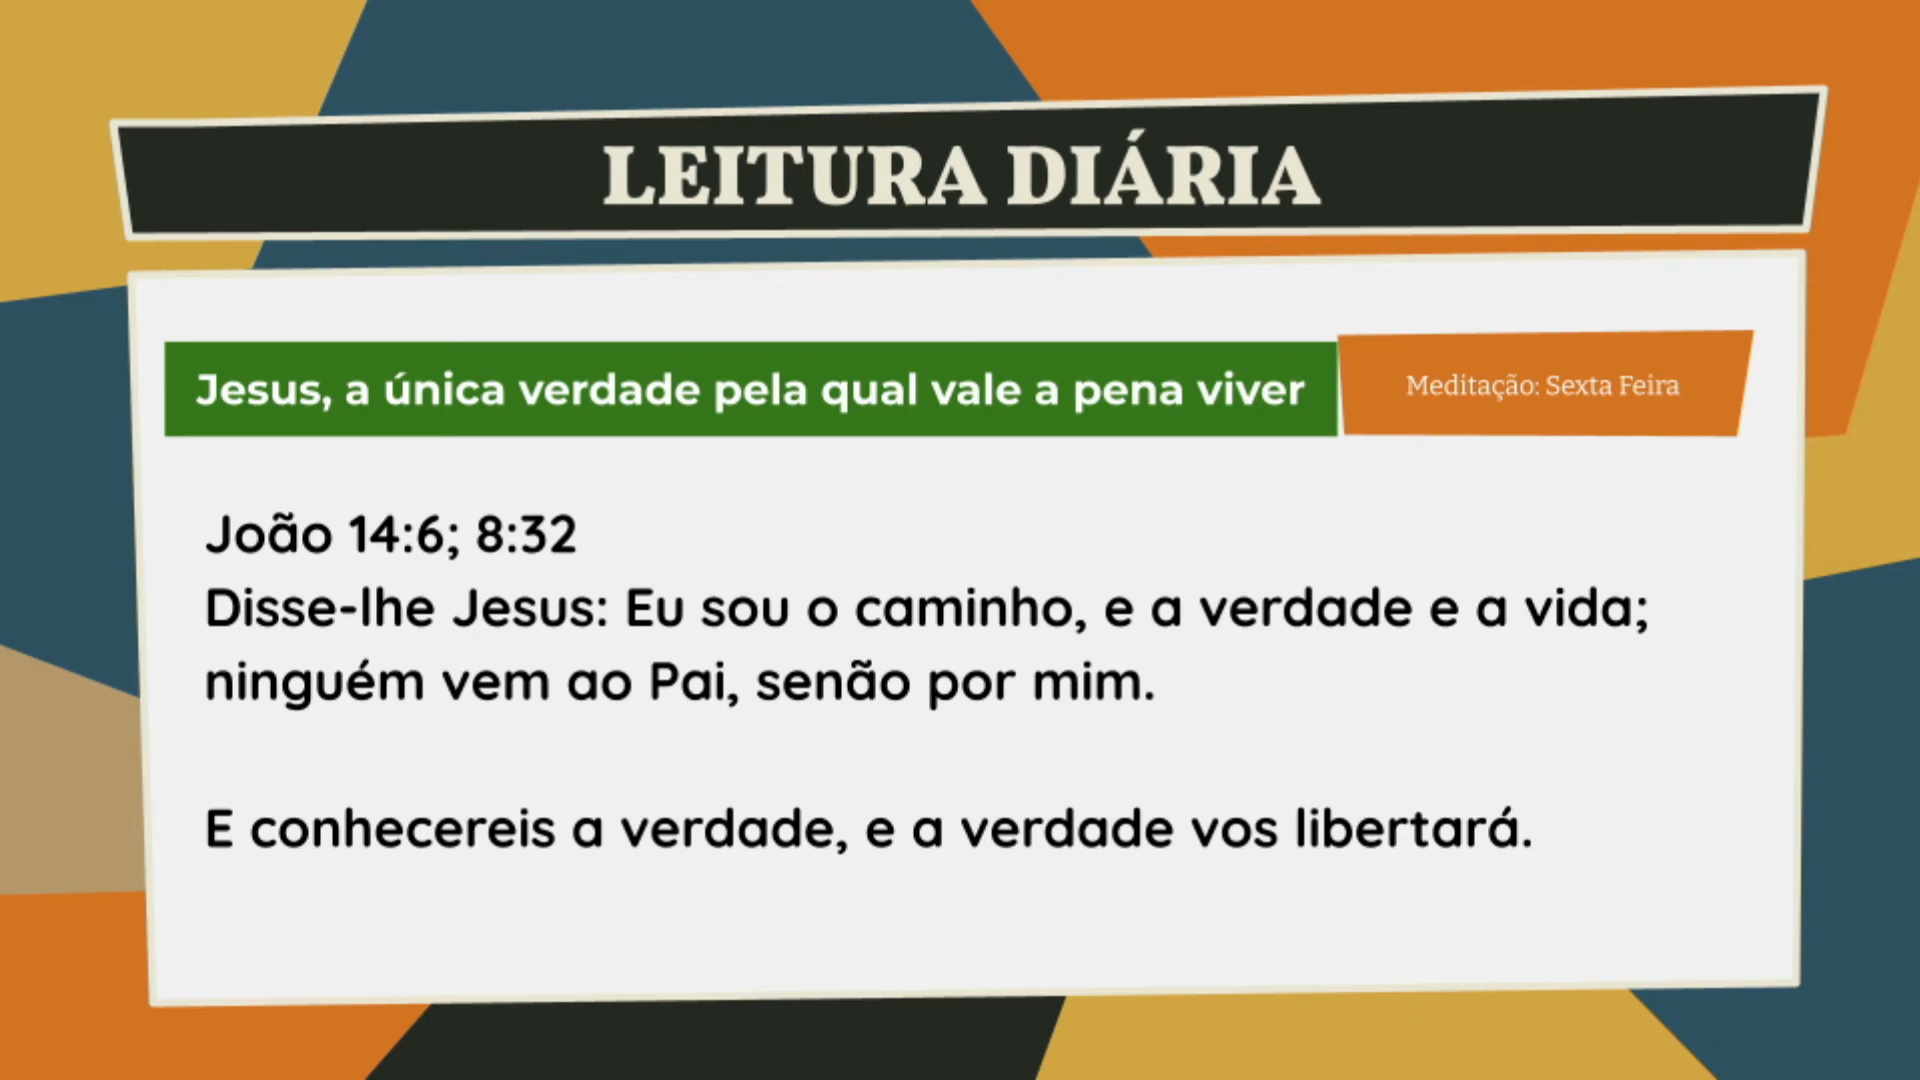 LEITURA DIÁRIA
Jesus, a única verdade pela qual vale a pena viver
Meditação: Sexta Feira
João 14:6; 8:32
Disse-lhe Jesus: Eu sou o caminho, e a verdade e a vida;
ninguém vem ao Pai, senão por mim.
E conhecereis a verdade, e a verdade vos libertará.